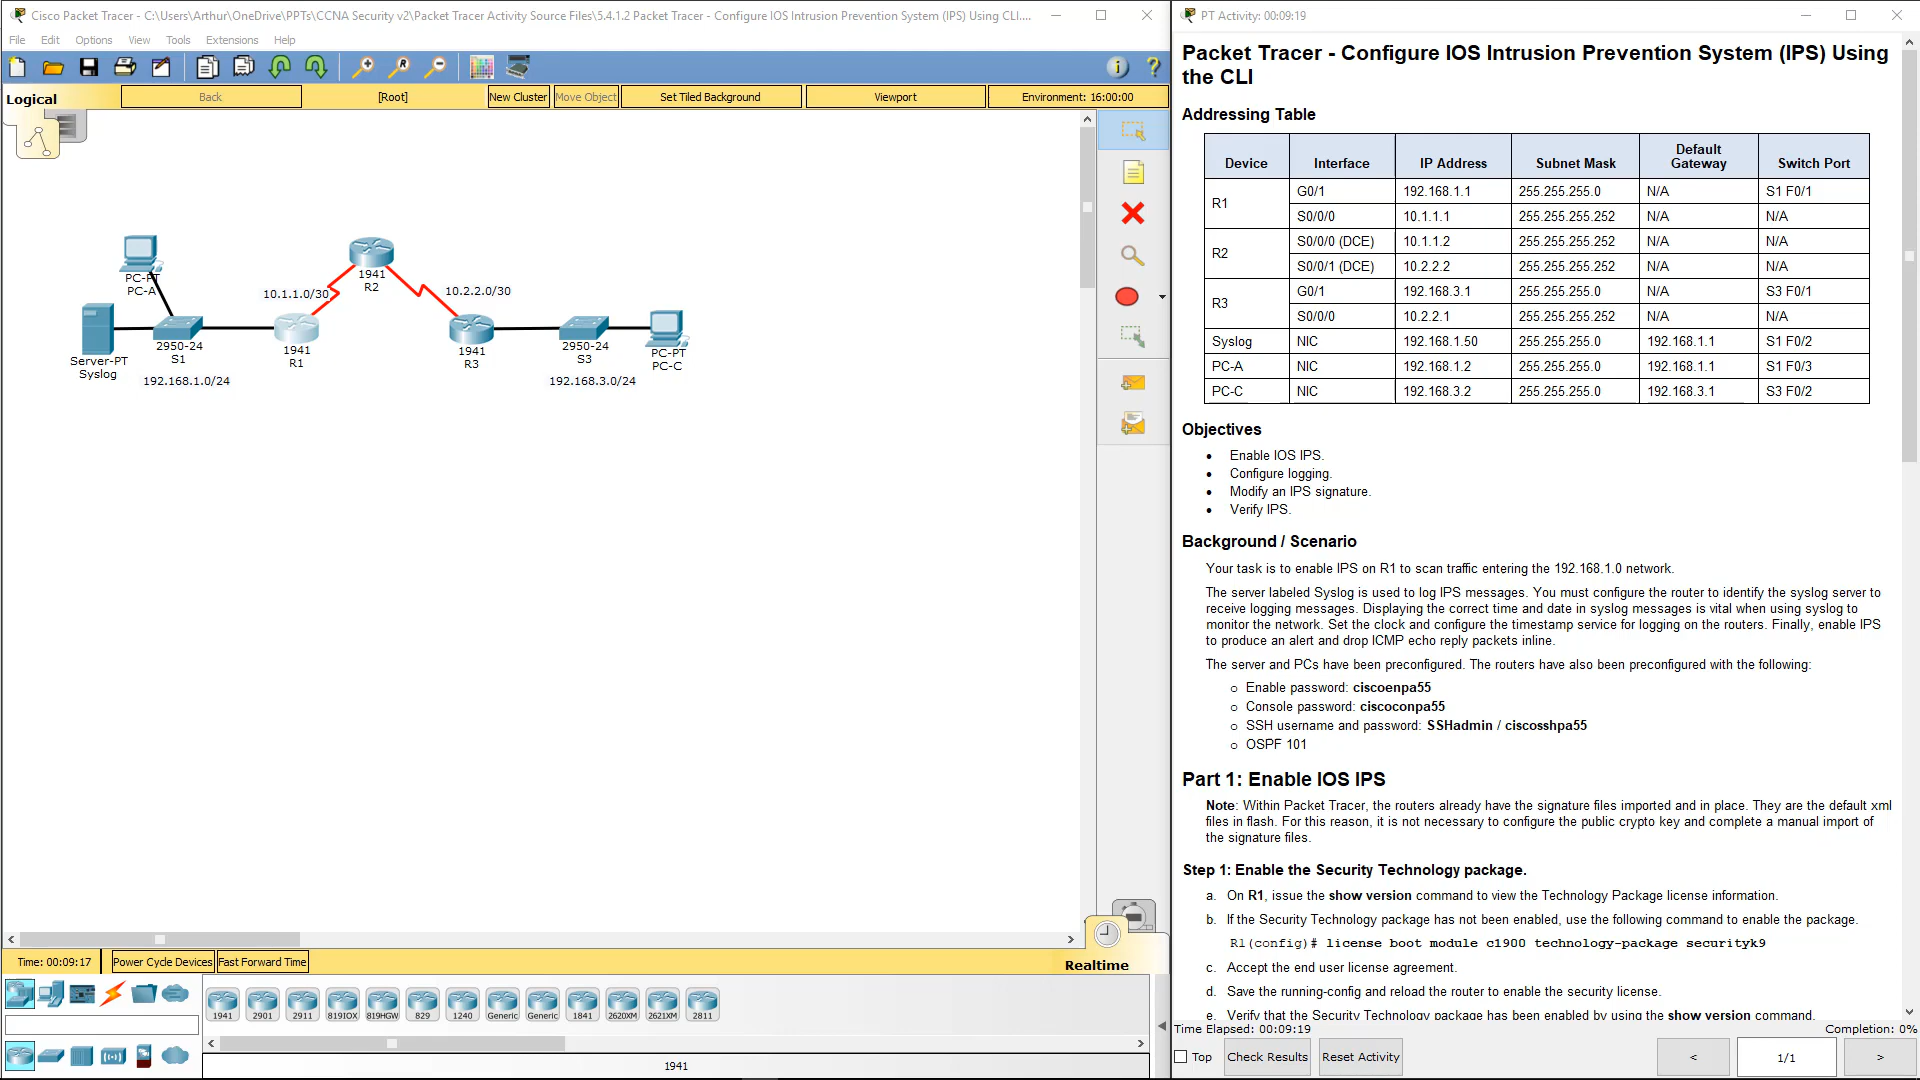 Cisco Packet Tracer - C:\Users\Arthur\OneDrive\PPTs\CCNA Security v2\Packet Tracer Activity Source Files\5.4.1.2 Packet Tracer - Configure IOS Intrusion Prevention System (IPS) Using CLI....
File Edit Options View Tools Extensions Help
Logical
Back
[Root]
New Cluster
Move Object
Set Tiled Background
Viewport
Environment: 16:00:00
PC-PT
PC-A
Server-PT
Syslog
2950-24
S1
192.168.1.0/24
10.1.1.0/30
1941
R1
1941
R2
10.2.2.0/30
1941
R3
2950-24
S3
192.168.3.0/24
PC-PT
PC-C
Time: 00:09:17
Power Cycle Devices
Fast Forward Time
Realtime
1941 2901 2911 819IOX 819HGW 829 1240 Generic Generic 1841 2620XM 2621XM 2811
1941
PT Activity: 00:09:19
Packet Tracer - Configure IOS Intrusion Prevention System (IPS) Using
the CLI
Addressing Table
Device Interface IP Address Subnet Mask Default Gateway Switch Port
R1 G0/1 192.168.1.1 255.255.255.0 N/A S1 F0/1
S0/0/0 10.1.1.1 255.255.255.252 N/A N/A
R2 S0/0/0 (DCE) 10.1.1.2 255.255.255.252 N/A N/A
S0/0/1 (DCE) 10.2.2.2 255.255.255.252 N/A N/A
R3 G0/1 192.168.3.1 255.255.255.0 N/A S3 F0/1
S0/0/0 10.2.2.1 255.255.255.252 N/A N/A
Syslog NIC 192.168.1.50 255.255.255.0 192.168.1.1 S1 F0/2
PC-A NIC 192.168.1.2 255.255.255.0 192.168.1.1 S1 F0/3
PC-C NIC 192.168.3.2 255.255.255.0 192.168.3.1 S3 F0/2
Objectives
• Enable IOS IPS.
• Configure logging.
• Modify an IPS signature.
• Verify IPS.
Background / Scenario
Your task is to enable IPS on R1 to scan traffic entering the 192.168.1.0 network.
The server labeled Syslog is used to log IPS messages. You must configure the router to identify the syslog server to
receive logging messages. Displaying the correct time and date in syslog messages is vital when using syslog to
monitor the network. Set the clock and configure the timestamp service for logging on the routers. Finally, enable IPS
to produce an alert and drop ICMP echo reply packets inline.
The server and PCs have been preconfigured. The routers have also been preconfigured with the following:
o Enable password: ciscoenpa55
o Console password: ciscoconpa55
o SSH username and password: SSHadmin / ciscosshpa55
o OSPF 101
Part 1: Enable IOS IPS
Note: Within Packet Tracer, the routers already have the signature files imported and in place. They are the default xml
files in flash. For this reason, it is not necessary to configure the public crypto key and complete a manual import of
the signature files.
Step 1: Enable the Security Technology package.
a. On R1, issue the show version command to view the Technology Package license information.
b. If the Security Technology package has not been enabled, use the following command to enable the package.
R1(config)# license boot module c1900 technology-package securityk9
c. Accept the end user license agreement.
d. Save the running-config and reload the router to enable the security license.
e. Verify that the Security Technology package has been enabled by using the show version command.
Time Elapsed: 00:09:19
Completion: 0%
Top
Check Results
Reset Activity
<
1/1
>